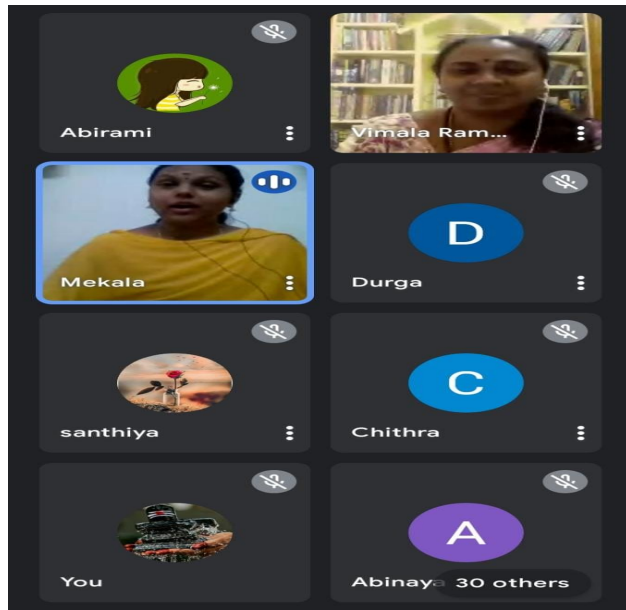 Abirami
Vimala Ram...
Mekala
D
Durga
santhiya
C
Chithra
You
A
Abinaya
30 others